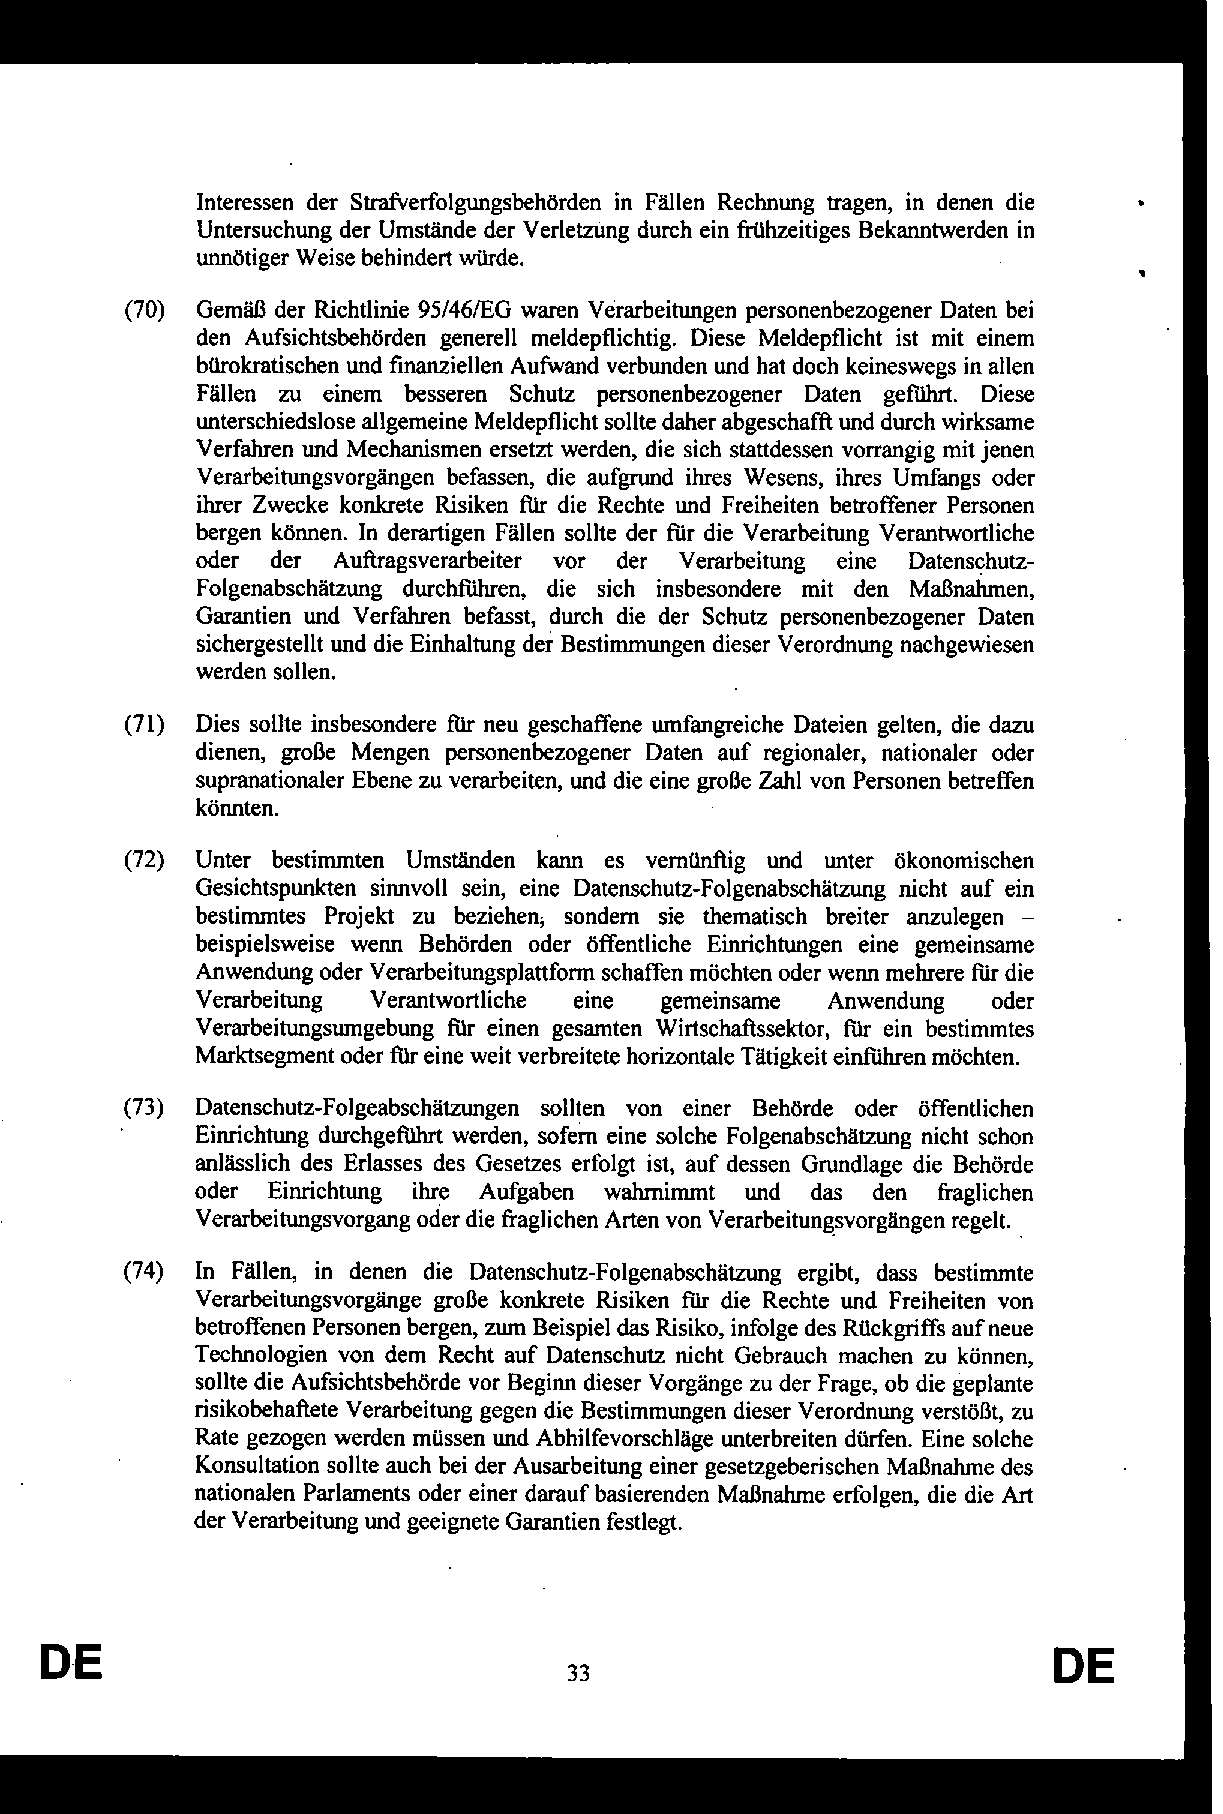 Interessen der Strafverfolgungsbehörden in Fällen Rechnung tragen, in denen die
Untersuchung der Umstände der Verletzung durch ein frühzeitiges Bekanntwerden in
unnötiger Weise behindert würde.
(70) Gemäß der Richtlinie 95/46/EG waren Verarbeitungen personenbezogener Daten bei
den Aufsichtsbehörden generell meldepflichtig. Diese Meldepflicht ist mit einem
bürokratischen und finanziellen Aufwand verbunden und hat doch keineswegs in allen
Fällen zu einem besseren Schutz personenbezogener Daten geführt. Diese
unterschiedslose allgemeine Meldepflicht sollte daher abgeschafft und durch wirksame
Verfahren und Mechanismen ersetzt werden, die sich stattdessen vorrangig mit jenen
Verarbeitungsvorgängen befassen, die aufgrund ihres Wesens, ihres Umfangs oder
ihrer Zwecke konkrete Risiken für die Rechte und Freiheiten betroffener Personen
bergen können. In derartigen Fällen sollte der für die Verarbeitung Verantwortliche
oder der Auftragsverarbeiter vor der Verarbeitung eine Datenschutz-
Folgenabschätzung durchführen, die sich insbesondere mit den Maßnahmen,
Garantien und Verfahren befasst, durch die der Schutz personenbezogener Daten
sichergestellt und die Einhaltung der Bestimmungen dieser Verordnung nachgewiesen
werden sollen.
(71) Dies sollte insbesondere für neu geschaffene umfangreiche Dateien gelten, die dazu
dienen, große Mengen personenbezogener Daten auf regionaler, nationaler oder
supranationaler Ebene zu verarbeiten, und die eine große Zahl von Personen betreffen
könnten.
(72) Unter bestimmten Umständen kann es vernünftig und unter ökonomischen
Gesichtspunkten sinnvoll sein, eine Datenschutz-Folgenabschätzung nicht auf ein
bestimmtes Projekt zu beziehen, sondern sie thematisch breiter anzulegen –
beispielsweise wenn Behörden oder öffentliche Einrichtungen eine gemeinsame
Anwendung oder Verarbeitungsplattform schaffen möchten oder wenn mehrere für die
Verarbeitung Verantwortliche eine gemeinsame Anwendung oder
Verarbeitungsumgebung für einen gesamten Wirtschaftssektor, für ein bestimmtes
Marktsegment oder für eine weit verbreitete horizontale Tätigkeit einführen möchten.
(73) Datenschutz-Folgeabschätzungen sollten von einer Behörde oder öffentlichen
Einrichtung durchgeführt werden, sofern eine solche Folgenabschätzung nicht schon
anlässlich des Erlasses des Gesetzes erfolgt ist, auf dessen Grundlage die Behörde
oder Einrichtung ihre Aufgaben wahrnimmt und das den fraglichen
Verarbeitungsvorgang oder die fraglichen Arten von Verarbeitungsvorgängen regelt.
(74) In Fällen, in denen die Datenschutz-Folgenabschätzung ergibt, dass bestimmte
Verarbeitungsvorgänge große konkrete Risiken für die Rechte und Freiheiten von
betroffenen Personen bergen, zum Beispiel das Risiko, infolge des Rückgriffs auf neue
Technologien von dem Recht auf Datenschutz nicht Gebrauch machen zu können,
sollte die Aufsichtsbehörde vor Beginn dieser Vorgänge zu der Frage, ob die geplante
risikobehaftete Verarbeitung gegen die Bestimmungen dieser Verordnung verstößt, zu
Rate gezogen werden müssen und Abhilfevorschläge unterbreiten dürfen. Eine solche
Konsultation sollte auch bei der Ausarbeitung einer gesetzgeberischen Maßnahme des
nationalen Parlaments oder einer darauf basierenden Maßnahme erfolgen, die die Art
der Verarbeitung und geeignete Garantien festlegt.
DE 33 DE